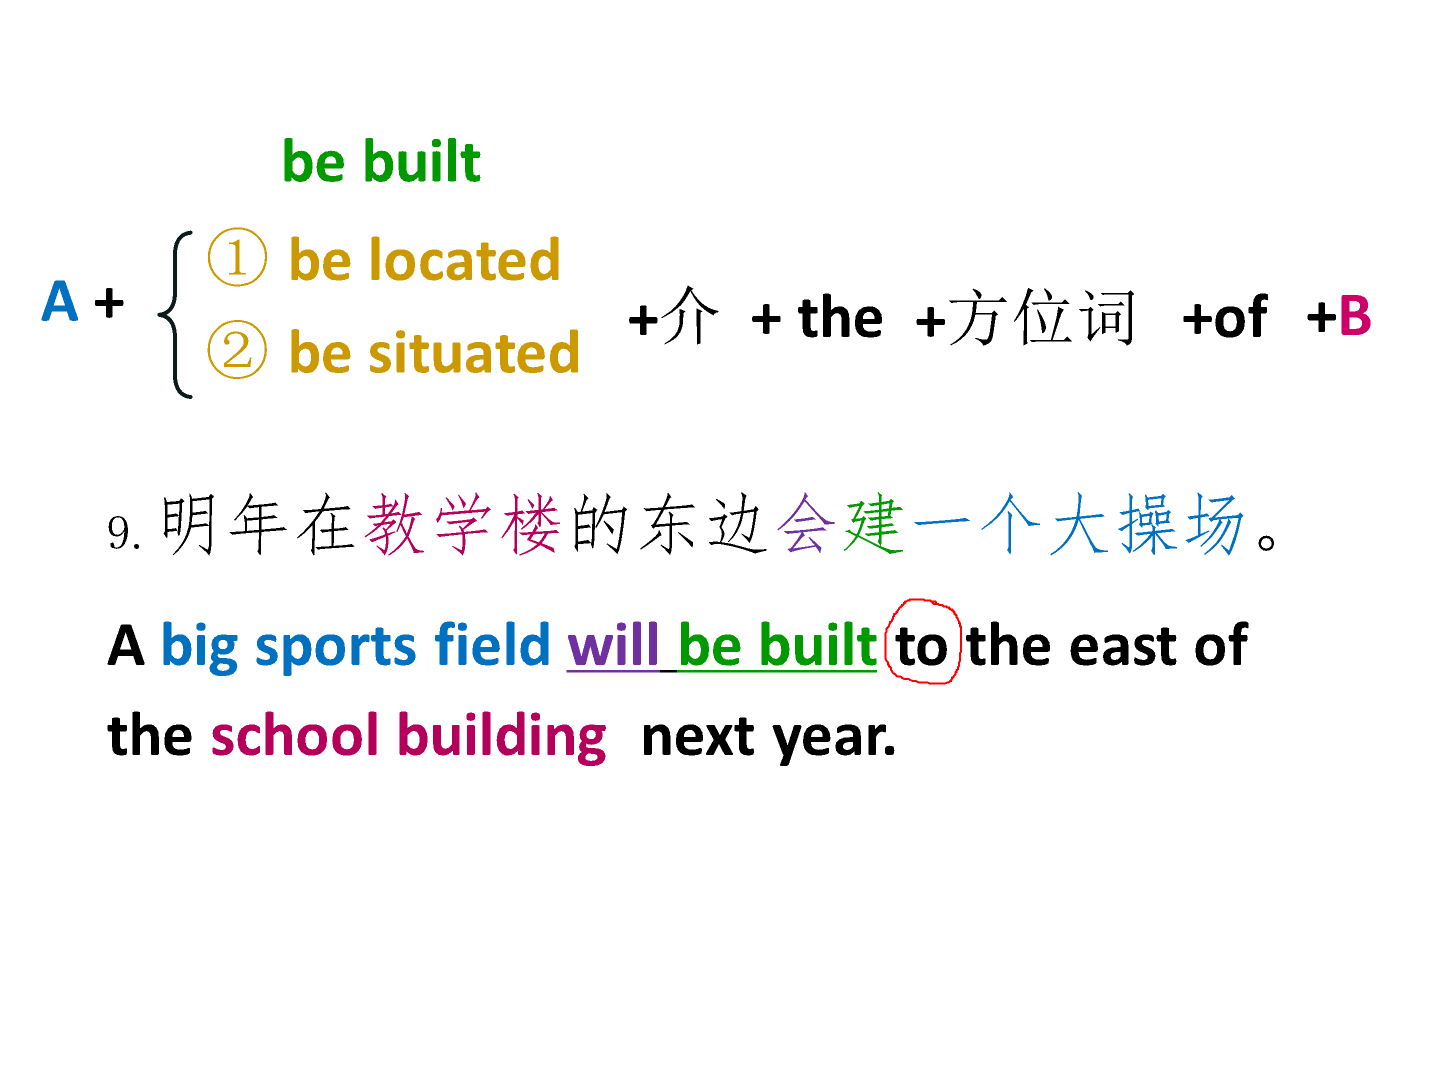 be built
① be located
A + +介 + the +方位词 +of +B
② be situated
9. 明年在教学楼的东边会建一个大操场。
A big sports field will be built to the east of
the school building next year.